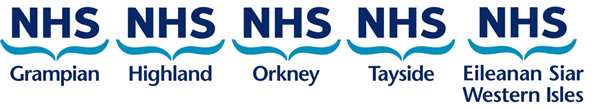 NHS NHS NHS NHS NHS
Grampian Highland Orkney Tayside Eileanan Siar
Western Isles